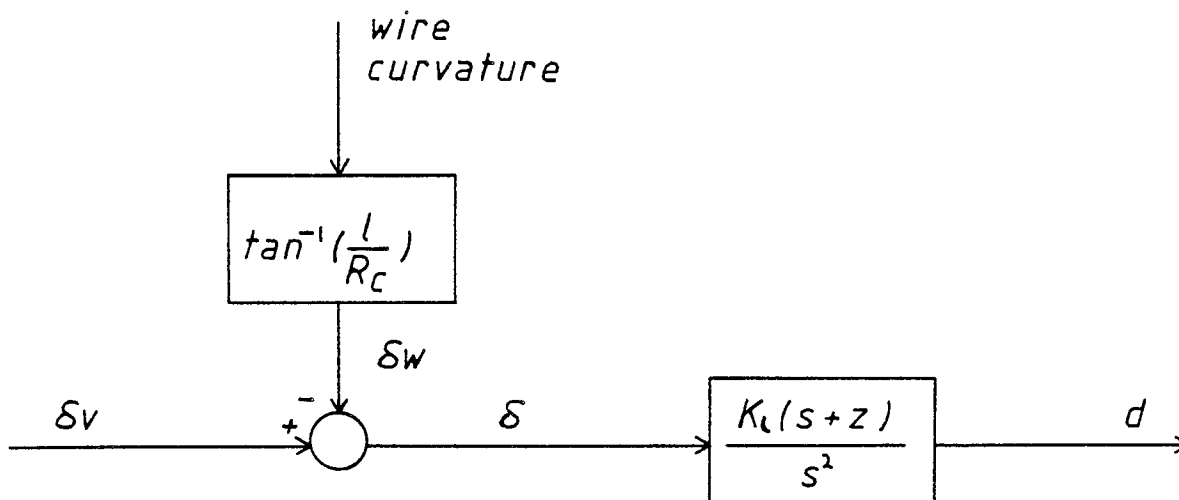 wire
curvature
tan⁻¹(l/R_C)
δw
δv
+ -
δ
K_l(s+z)/s²
d